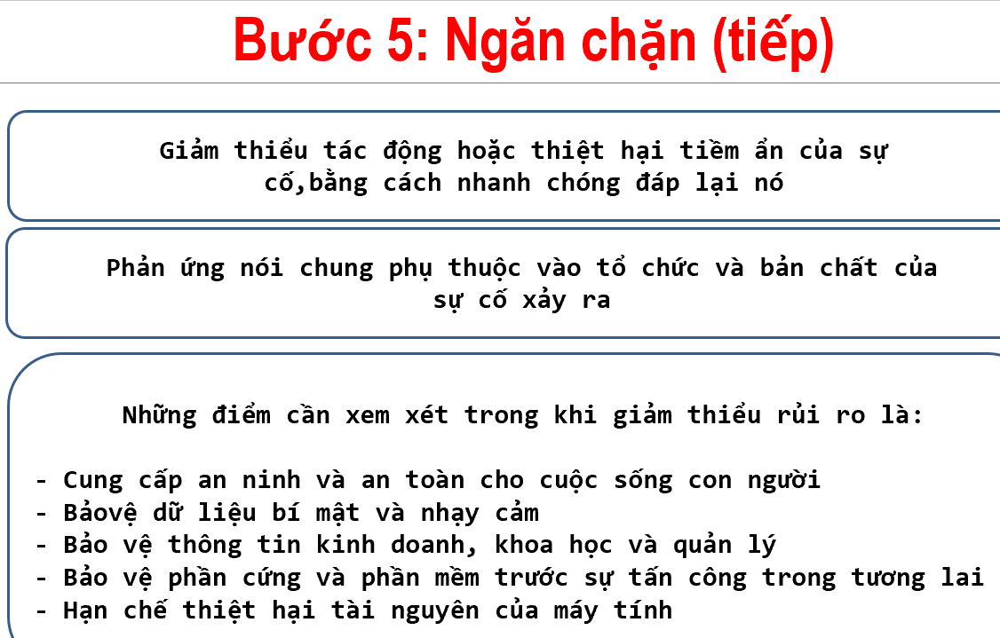 Bước 5: Ngăn chặn (tiếp)
Giảm thiểu tác động hoặc thiệt hại tiềm ẩn của sự
cố,bằng cách nhanh chóng đáp lại nó
Phản ứng nói chung phụ thuộc vào tổ chức và bản chất của
sự cố xảy ra
Những điểm cần xem xét trong khi giảm thiểu rủi ro là:
- Cung cấp an ninh và an toàn cho cuộc sống con người
- Bảovệ dữ liệu bí mật và nhạy cảm
- Bảo vệ thông tin kinh doanh, khoa học và quản lý
- Bảo vệ phần cứng và phần mềm trước sự tấn công trong tương lai
- Hạn chế thiệt hại tài nguyên của máy tính